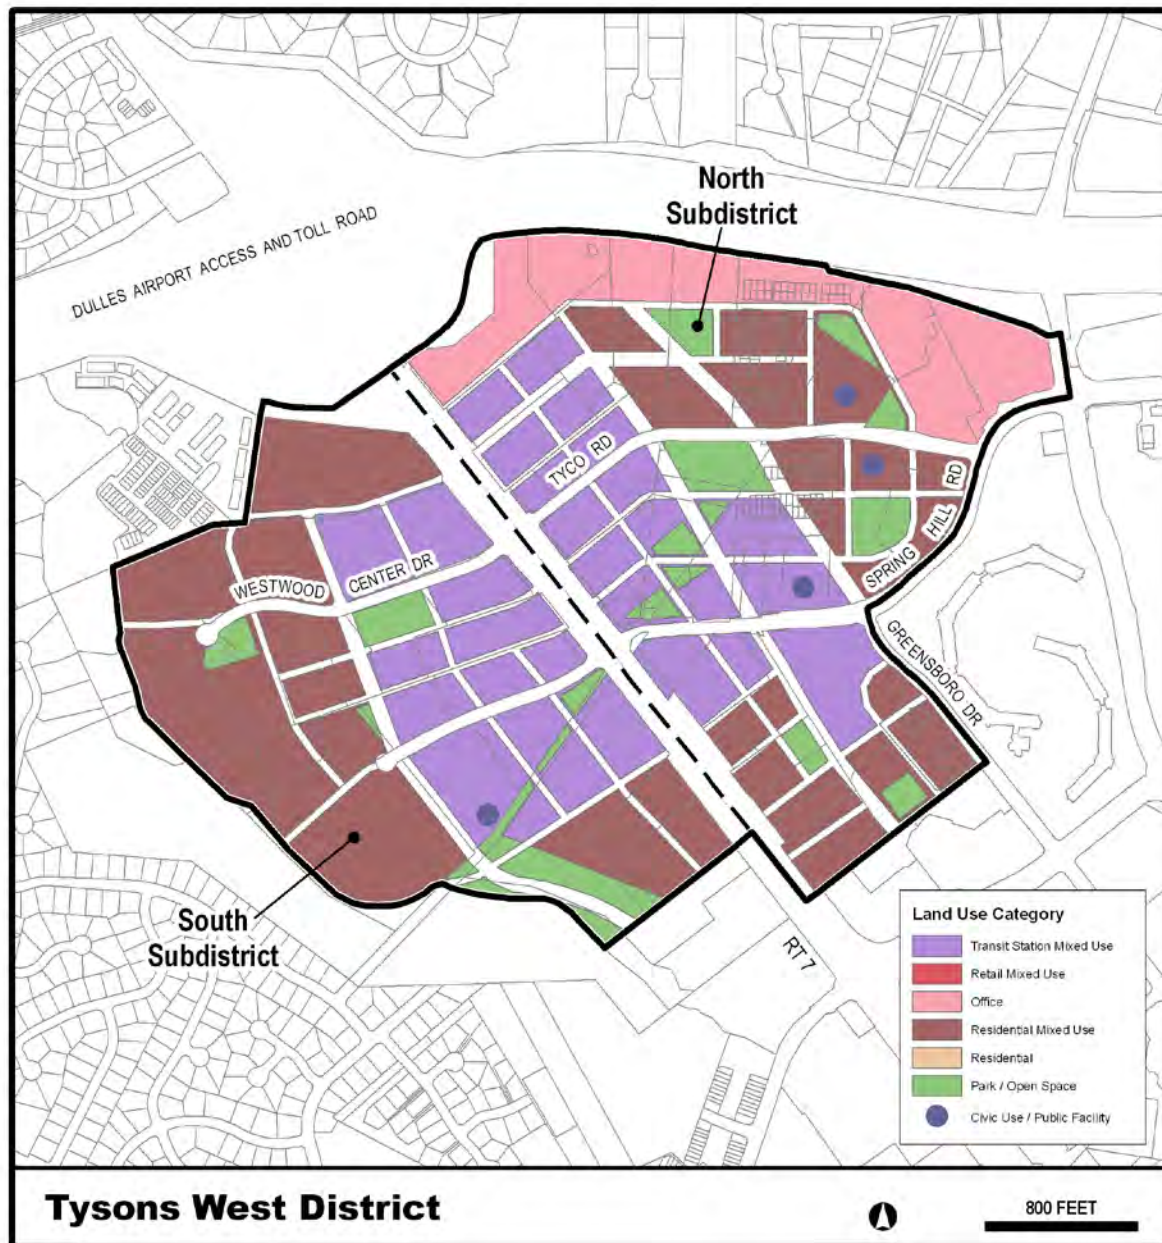 North
Subdistrict
DULLES AIRPORT ACCESS AND TOLL ROAD
TYCO RD
SPRING HILL RD
WESTWOOD CENTER DR
GREENSBORO DR
South
Subdistrict
RT 7
Land Use Category
Transit Station Mixed Use
Retail Mixed Use
Office
Residential Mixed Use
Residential
Park / Open Space
Civic Use / Public Facility
Tysons West District
800 FEET